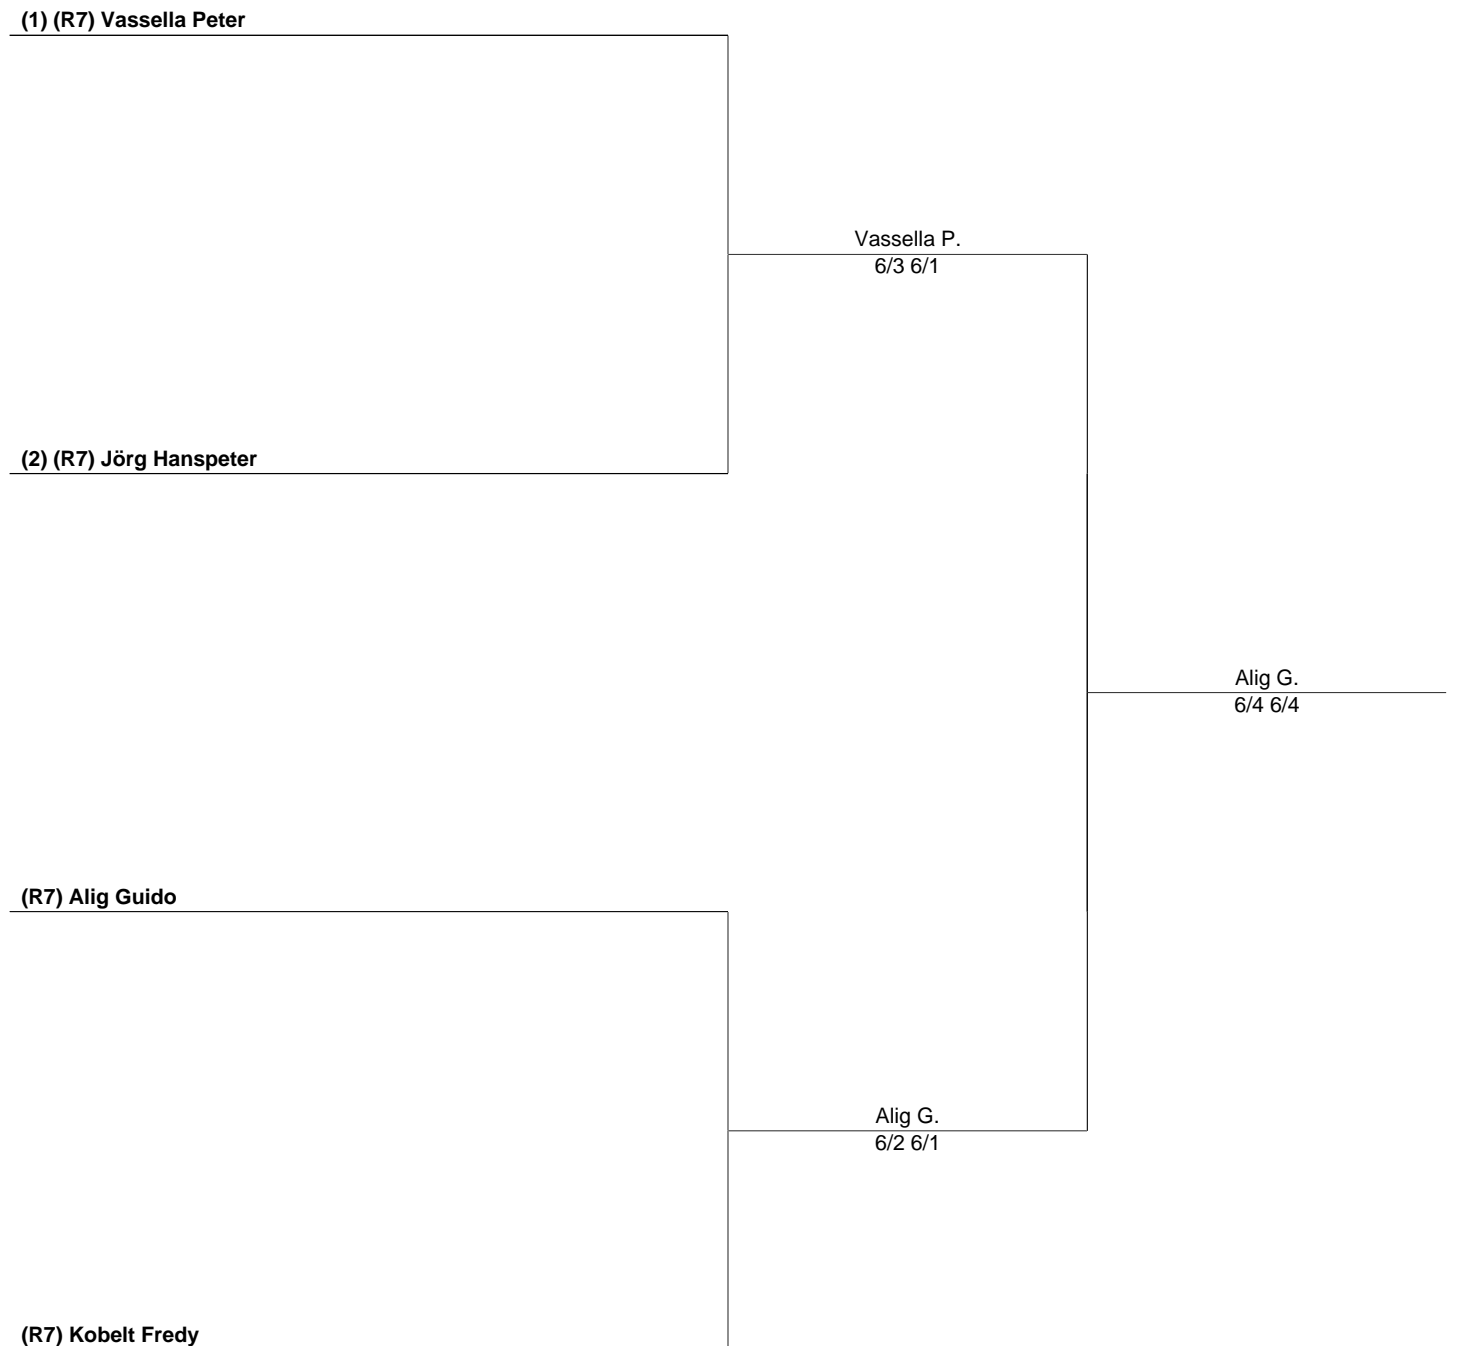 (1) (R7) Vassella Peter
Vassella P.
6/3 6/1
(2) (R7) Jörg Hanspeter
Alig G.
6/4 6/4
(R7) Alig Guido
Alig G.
6/2 6/1
(R7) Kobelt Fredy